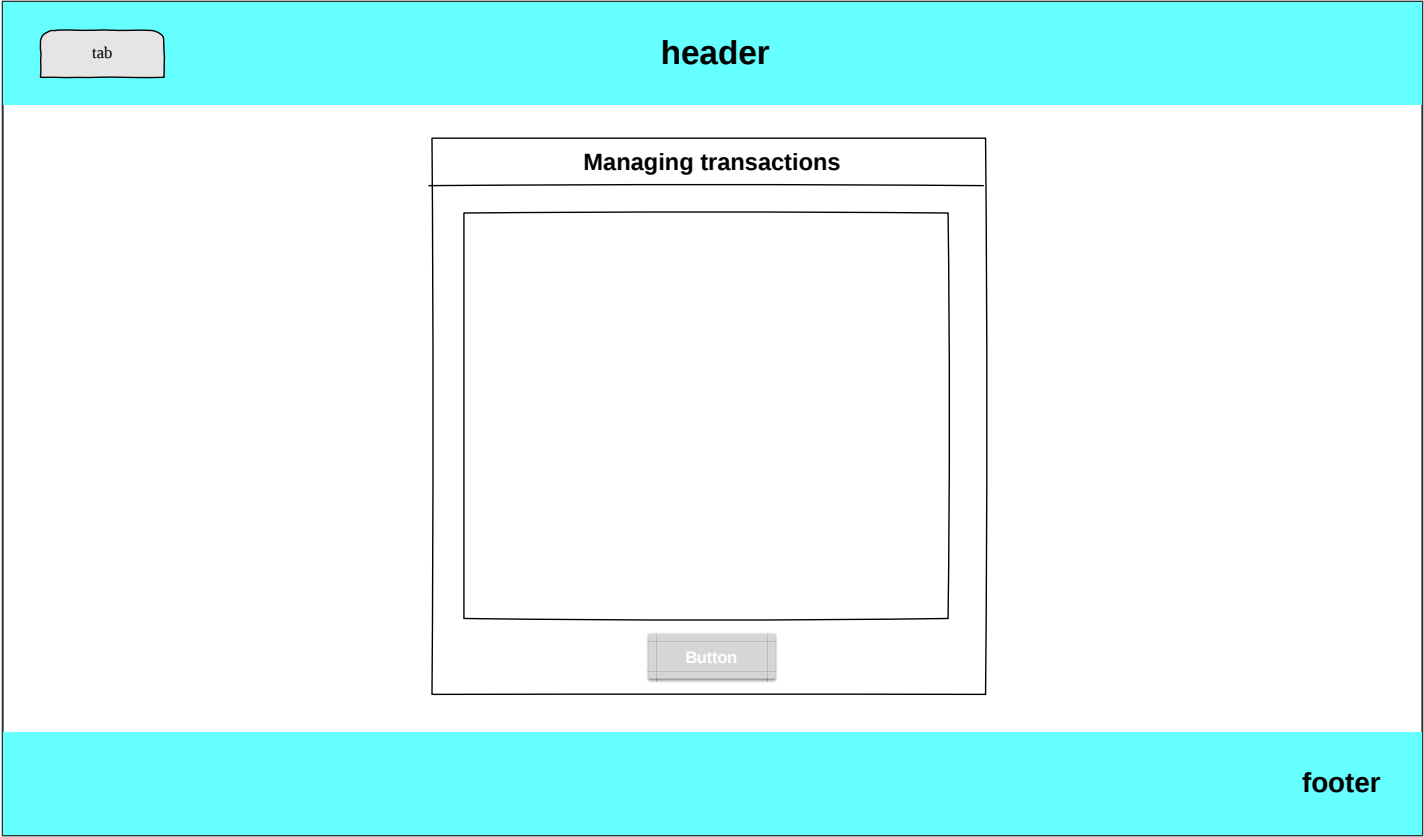 tab
header
Managing transactions
Button
footer